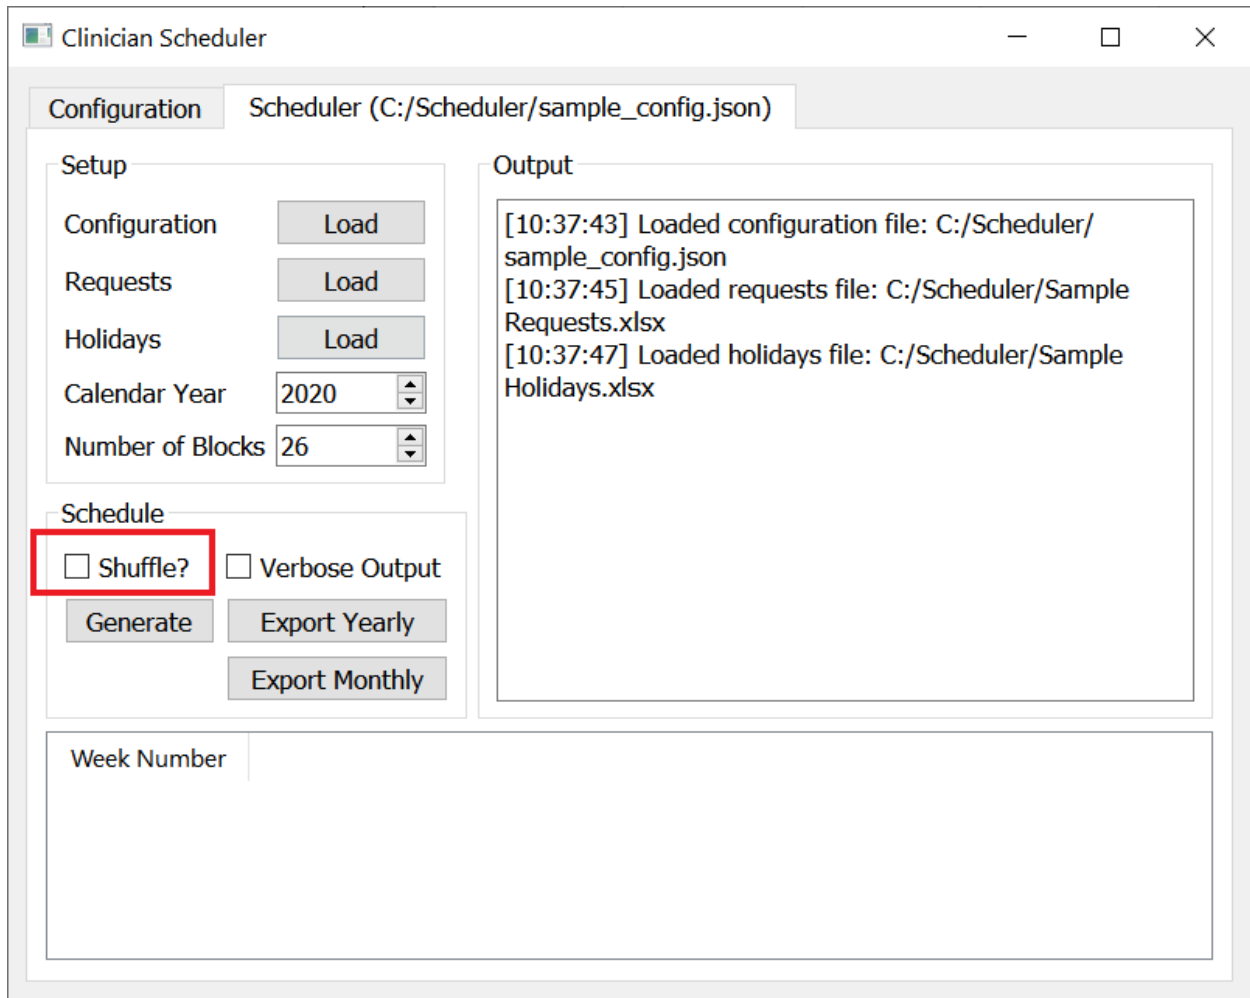 Clinician Scheduler
Configuration
Scheduler (C:/Scheduler/sample_config.json)
Setup
Configuration
Load
Requests
Load
Holidays
Load
Calendar Year
2020
Number of Blocks
26
Output
[10:37:43] Loaded configuration file: C:/Scheduler/
sample_config.json
[10:37:45] Loaded requests file: C:/Scheduler/Sample
Requests.xlsx
[10:37:47] Loaded holidays file: C:/Scheduler/Sample
Holidays.xlsx
Schedule
Shuffle?
Verbose Output
Generate
Export Yearly
Export Monthly
Week Number